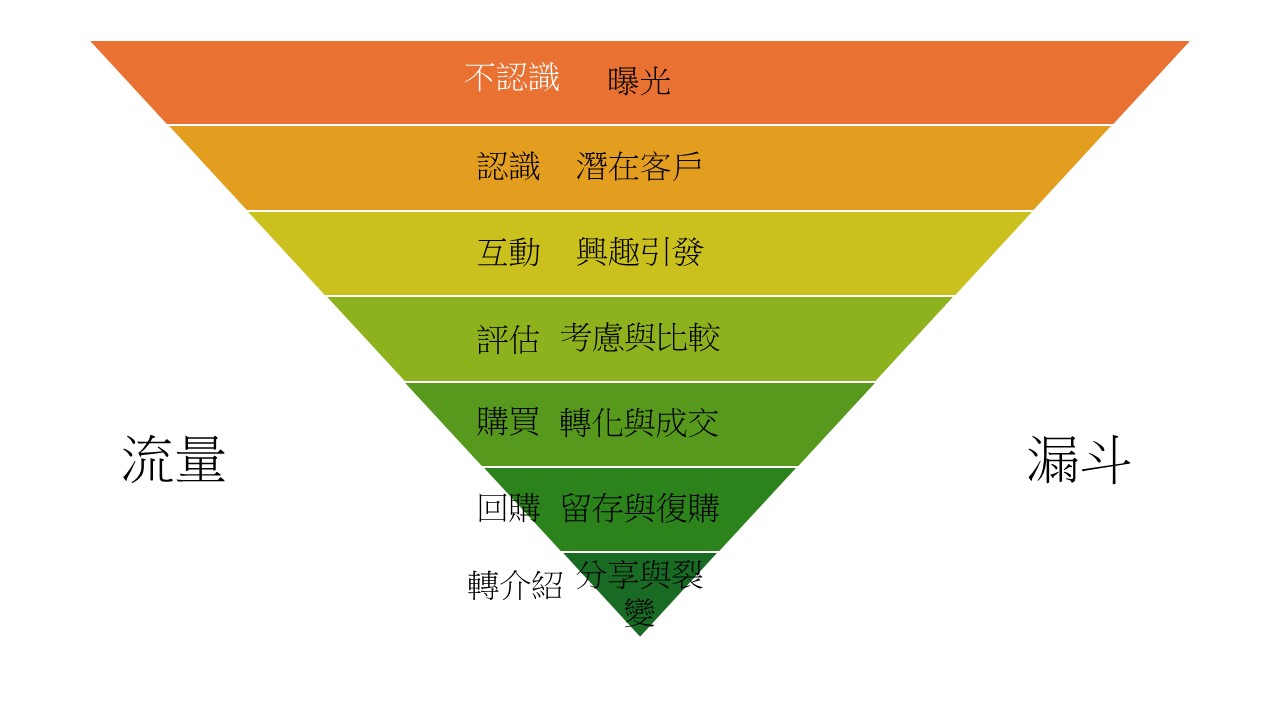 不認識 曝光
認識 潛在客戶
互動 興趣引發
評估 考慮與比較
購買 轉化與成交
流量
漏斗
回購 留存與復購
轉介紹 分享與裂
變